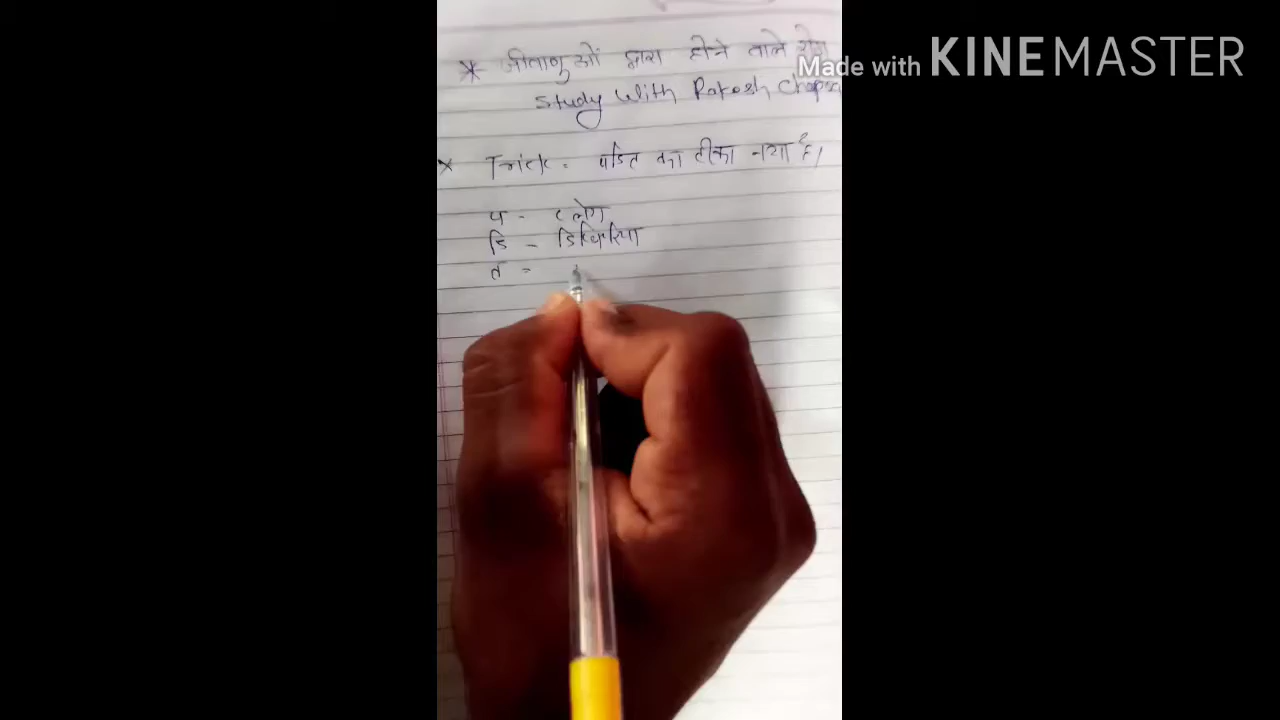 Made with KINEMASTER
* जीवाणुओं द्वारा होने वाले रोग
Study With Rakesh
* Trick = पडित का टीका नया है।
प - प्लेग
डि - डिप्थिरिया
त =